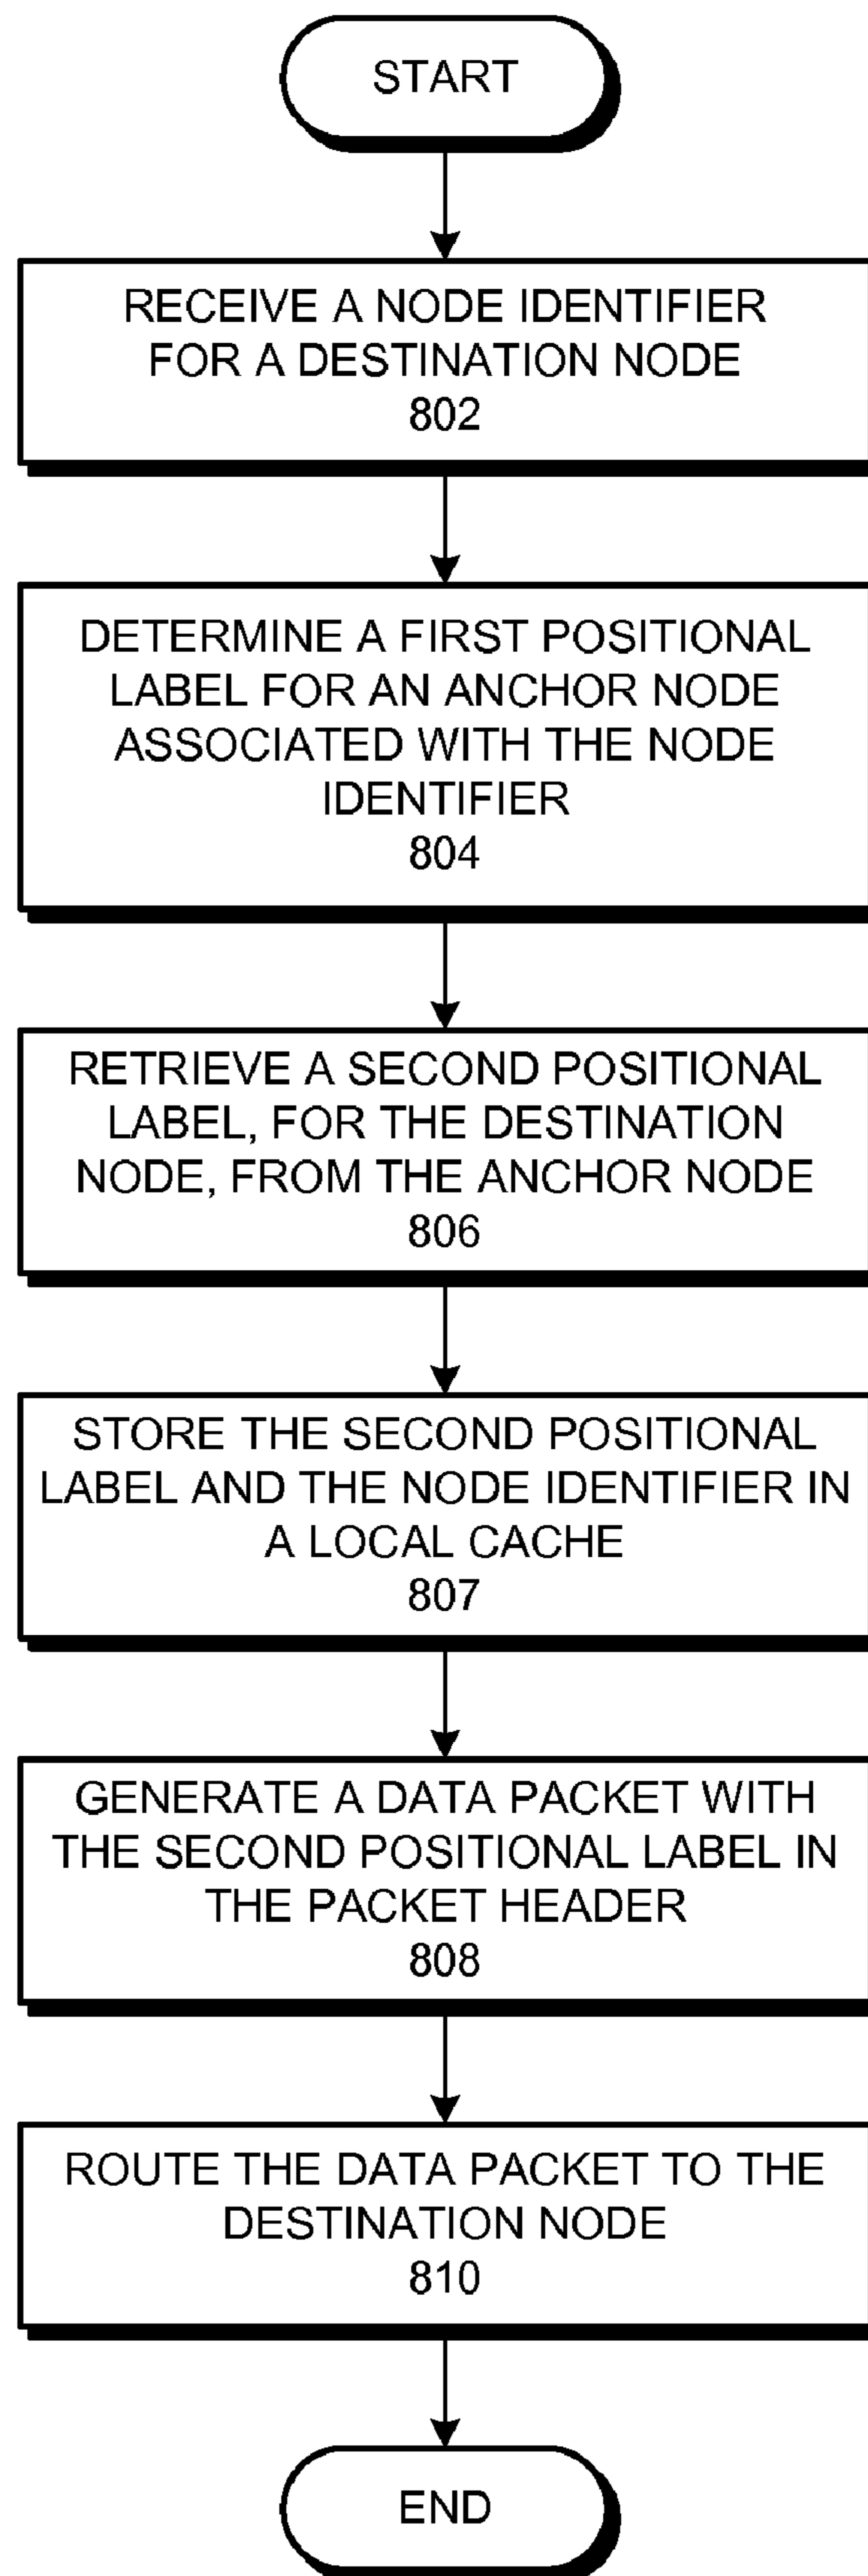 START
RECEIVE A NODE IDENTIFIER
FOR A DESTINATION NODE
802
DETERMINE A FIRST POSITIONAL
LABEL FOR AN ANCHOR NODE
ASSOCIATED WITH THE NODE
IDENTIFIER
804
RETRIEVE A SECOND POSITIONAL
LABEL, FOR THE DESTINATION
NODE, FROM THE ANCHOR NODE
806
STORE THE SECOND POSITIONAL
LABEL AND THE NODE IDENTIFIER IN
A LOCAL CACHE
807
GENERATE A DATA PACKET WITH
THE SECOND POSITIONAL LABEL IN
THE PACKET HEADER
808
ROUTE THE DATA PACKET TO THE
DESTINATION NODE
810
END